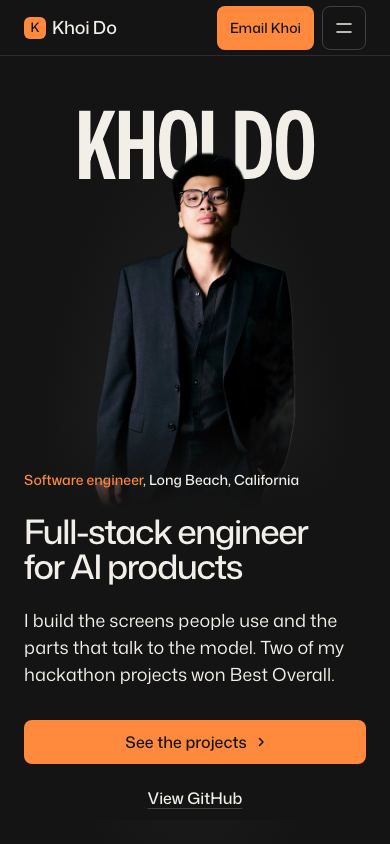 K Khoi Do
Email Khoi
KHOI DO
Software engineer, Long Beach, California
Full-stack engineer
for AI products
I build the screens people use and the
parts that talk to the model. Two of my
hackathon projects won Best Overall.
See the projects
View GitHub